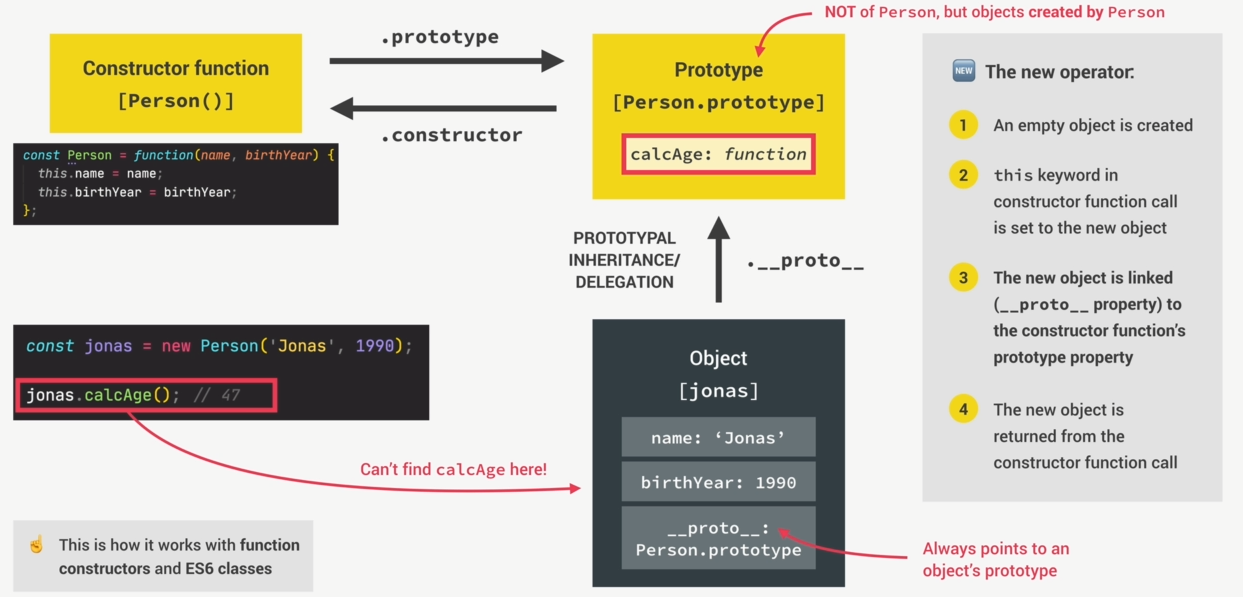 NOT of Person, but objects created by Person
Constructor function
[Person()]
.prototype
.constructor
Prototype
[Person.prototype]
calcAge: function
const Person = function(name, birthYear) {
this.name = name;
this.birthYear = birthYear;
};
PROTOTYPAL
INHERITANCE/
DELEGATION
.__proto__
const jonas = new Person('Jonas', 1990);
jonas.calcAge(); // 47
Can't find calcAge here!
Object
[jonas]
name: ‘Jonas’
birthYear: 1990
__proto__:
Person.prototype
Always points to an
object's prototype
☝️ This is how it works with function
constructors and ES6 classes
NEW The new operator:
1 An empty object is created
2 this keyword in
constructor function call
is set to the new object
3 The new object is linked
(__proto__ property) to
the constructor function's
prototype property
4 The new object is
returned from the
constructor function call